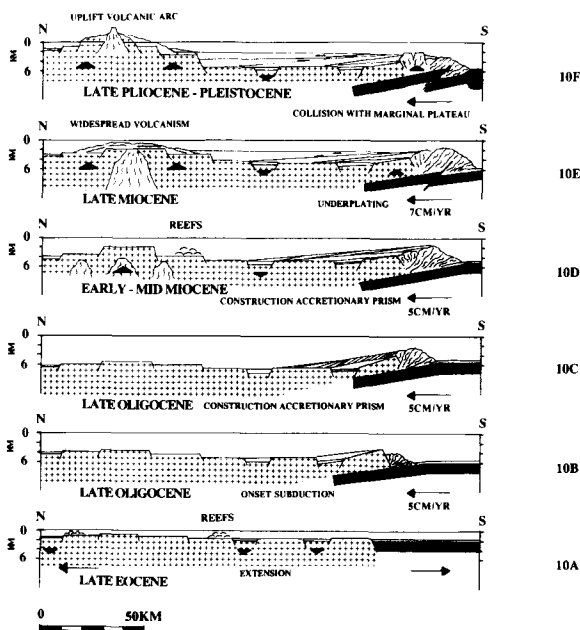 UPLIFT VOLCANIC ARC
N S
0
KM
6
10F
LATE PLIOCENE - PLEISTOCENE
COLLISION WITH MARGINAL PLATEAU
N WIDESPREAD VOLCANISM S
0
KM
6
10E
LATE MIOCENE
UNDERPLATING
7CM/YR
N REEFS S
0
KM
6
10D
EARLY - MID MIOCENE
CONSTRUCTION ACCRETIONARY PRISM
5CM/YR
N S
0
KM
6
10C
LATE OLIGOCENE CONSTRUCTION ACCRETIONARY PRISM
5CM/YR
N S
0
KM
6
10B
LATE OLIGOCENE ONSET SUBDUCTION
5CM/YR
N REEFS S
0
KM
6
10A
LATE EOCENE EXTENSION
0 50KM